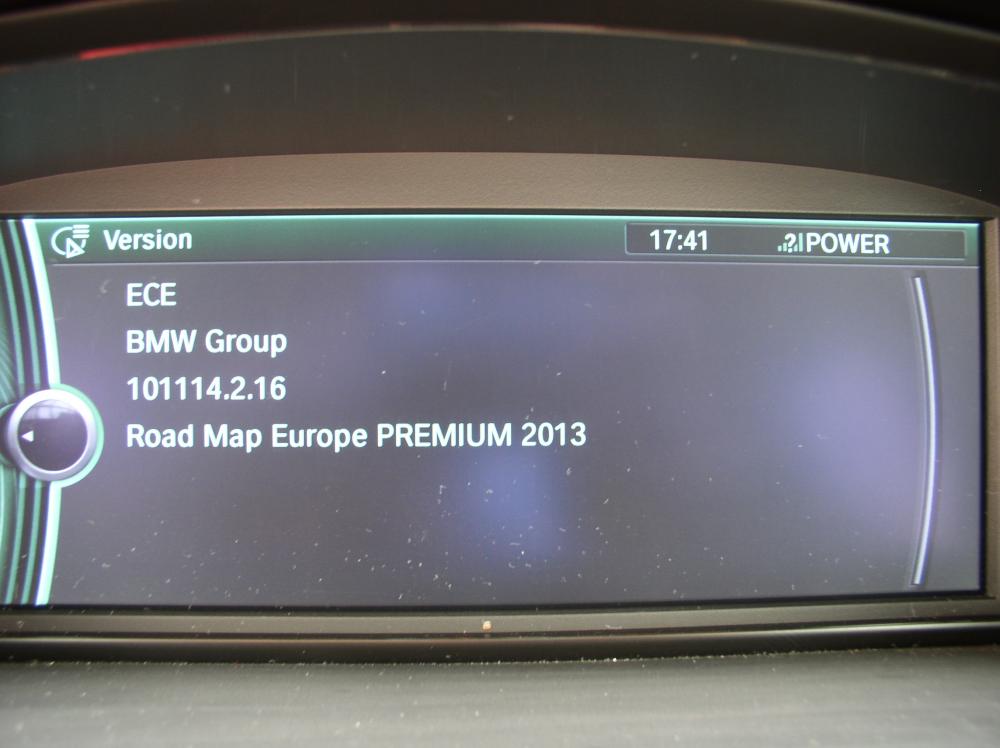 Version
17:41
?
POWER
ECE
BMW Group
101114.2.16
Road Map Europe PREMIUM 2013